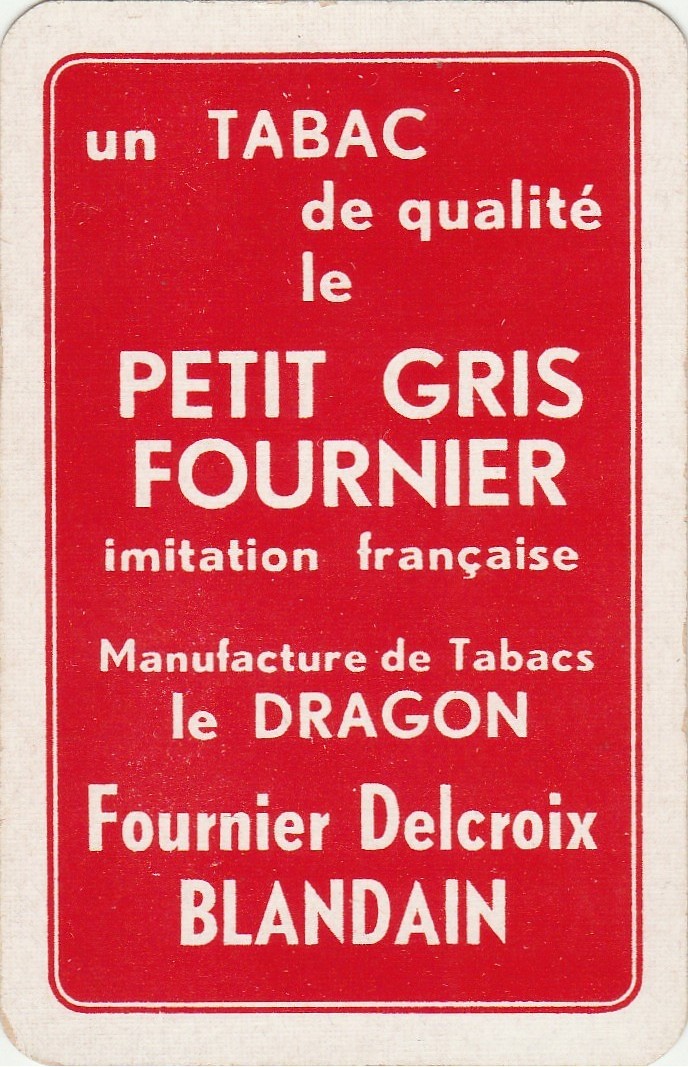 un TABAC
de qualité
le
PETIT GRIS
FOURNIER
imitation française
Manufacture de Tabacs
le DRAGON
Fournier Delcroix
BLANDAIN